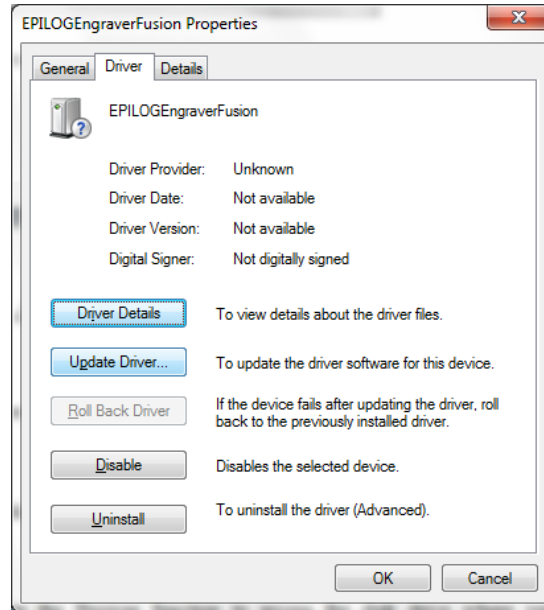 EPILOGEngraverFusion Properties
General Driver Details
EPILOGEngraverFusion
Driver Provider: Unknown
Driver Date: Not available
Driver Version: Not available
Digital Signer: Not digitally signed
Driver Details To view details about the driver files.
Update Driver... To update the driver software for this device.
Roll Back Driver If the device fails after updating the driver, roll
back to the previously installed driver.
Disable Disables the selected device.
Uninstall To uninstall the driver (Advanced).
OK Cancel